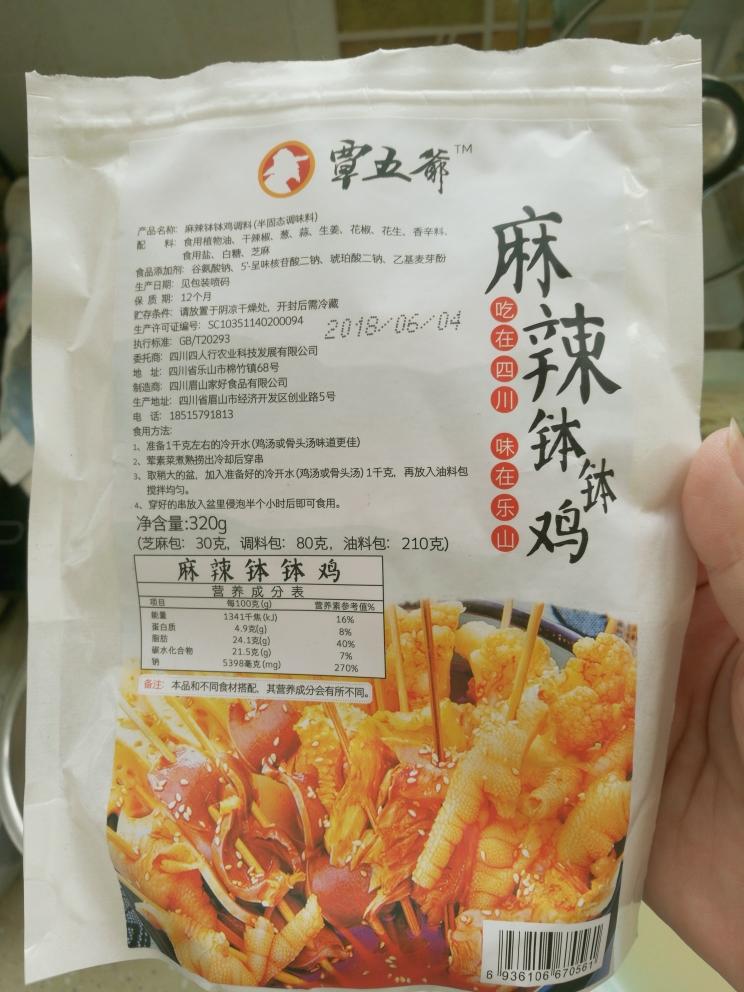 覃五爺™
产品名称: 麻辣钵钵鸡调料(半固态调味料)
配 料: 食用植物油、干辣椒、葱、蒜、生姜、花椒、花生、香辛料、
食用盐、白糖、芝麻
食品添加剂: 谷氨酸钠、5'-呈味核苷酸二钠、琥珀酸二钠、乙基麦芽酚
生产日期: 见包装喷码
保 质 期: 12个月
贮存条件: 请放置于阴凉干燥处，开封后需冷藏
生产许可证编号: SC10351140200094
2018/06/04
执行标准: GB/T20293
委托商: 四川四人行农业科技发展有限公司
地 址: 四川省乐山市棉竹镇68号
制造商: 四川眉山家好食品有限公司
生产地址: 四川省眉山市经济开发区创业路5号
电 话: 18515791813
食用方法:
1、准备1千克左右的冷开水(鸡汤或骨头汤味道更佳)
2、荤素菜煮熟捞出冷却后穿串
3、取稍大的盆，加入准备好的冷开水(鸡汤或骨头汤)1千克，再放入油料包
搅拌均匀。
4、穿好的串放入盆里侵泡半个小时后即可食用。
净含量:320g
(芝麻包: 30克, 调料包: 80克, 油料包: 210克)
麻辣钵钵鸡
营养成分表
项目 每100克(g) 营养素参考值%
能量 1341千焦(kJ) 16%
蛋白质 4.9克(g) 8%
脂肪 24.1克(g) 40%
碳水化合物 21.5克(g) 7%
钠 5398毫克(mg) 270%
备注: 本品和不同食材搭配，其营养成分会有所不同。
麻辣钵钵鸡
吃在四川 味在乐山
6 936106 670561